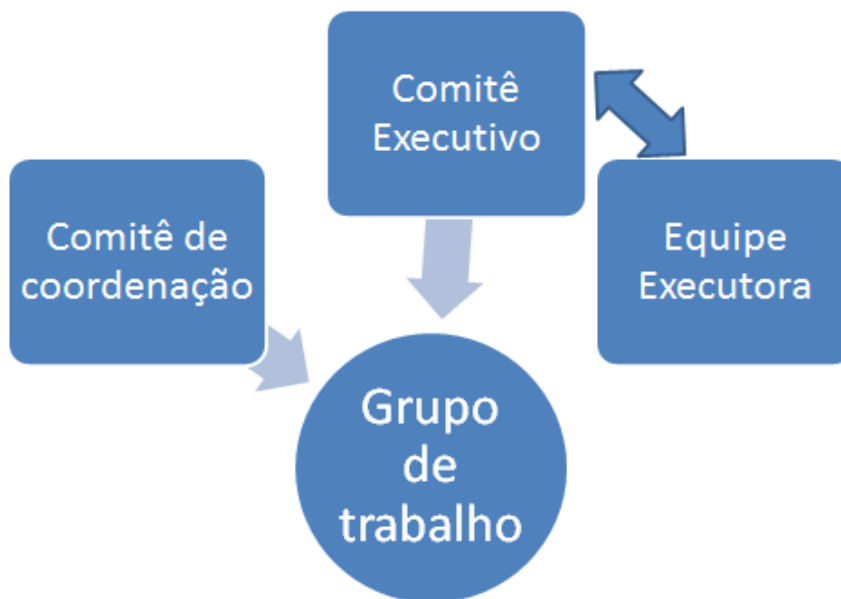 Comitê
Executivo
Comitê de
coordenação
Equipe
Executora
Grupo
de
trabalho